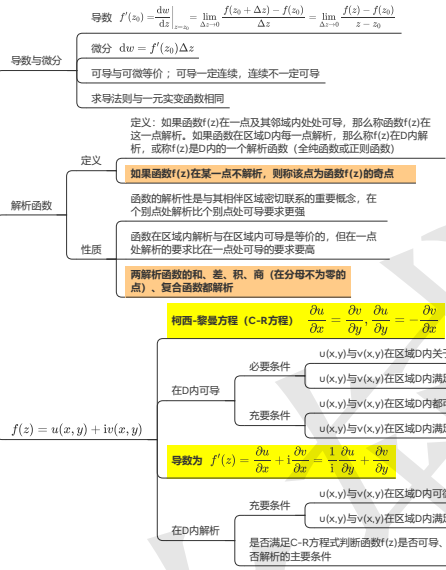 导数 f'(z₀) = dw/dz|_{z=z₀} = lim_{Δz→0} (f(z₀ + Δz) − f(z₀))/Δz = lim_{Δz→0} (f(z) − f(z₀))/(z − z₀)
微分 dw = f'(z₀)Δz
导数与微分
可导与可微等价 ；可导一定连续，连续不一定可导
求导法则与一元实变函数相同
定义：如果函数f(z)在一点及其邻域内处处可导，那么称函数f(z)在
这一点解析。如果函数在区域D内每一点解析，那么称f(z)在D内解
析，或称f(z)是D内的一个解析函数（全纯函数或正则函数）
定义
如果函数f(z)在某一点不解析，则称该点为函数f(z)的奇点
解析函数
函数的解析性是与其相伴区域密切联系的重要概念，在
个别点处解析比个别点处可导要求更强
性质
函数在区域内解析与在区域内可导是等价的，但在一点
处解析的要求比在一点处可导的要求要高
两解析函数的和、差、积、商（在分母不为零的
点）、复合函数都解析
柯西-黎曼方程（C-R方程） ∂u/∂x = ∂v/∂y, ∂u/∂y = −∂v/∂x
u(x,y)与v(x,y)在区域D内关于
必要条件
u(x,y)与v(x,y)在区域D内满足
在D内可导
u(x,y)与v(x,y)在区域D内都可
充要条件
u(x,y)与v(x,y)在区域D内满足
f(z) = u(x, y) + iv(x, y)
导数为 f'(z) = ∂u/∂x + i ∂v/∂x = 1/i ∂u/∂y + ∂v/∂y
u(x,y)与v(x,y)在区域D内可微
充要条件
u(x,y)与v(x,y)在区域D内满足
在D内解析
是否满足C-R方程式判断函数f(z)是否可导、
否解析的主要条件